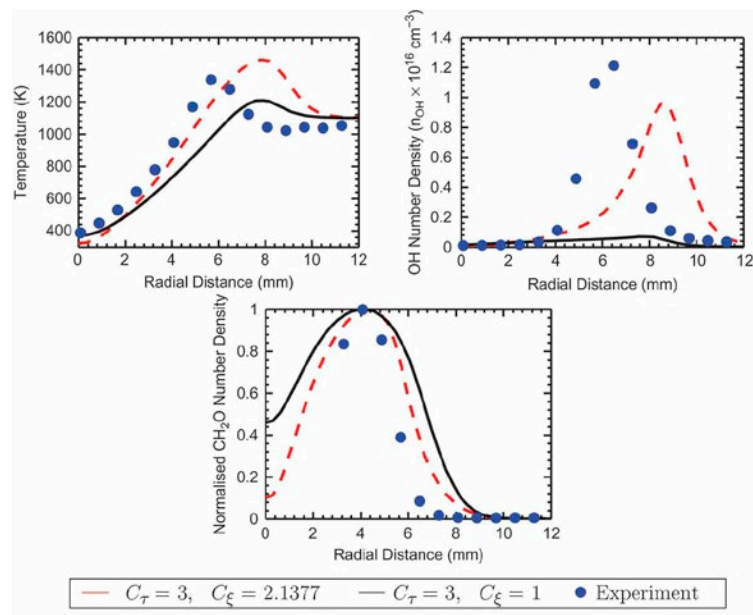 Temperature (K)
1600
1400
1200
1000
800
600
400
0 2 4 6 8 10 12
Radial Distance (mm)
OH Number Density (n_OH × 10^16 cm^−3)
1.4
1.2
1
0.8
0.6
0.4
0.2
0
0 2 4 6 8 10 12
Radial Distance (mm)
Normalised CH₂O Number Density
1
0.8
0.6
0.4
0.2
0
0 2 4 6 8 10 12
Radial Distance (mm)
C_τ = 3, C_ξ = 2.1377
C_τ = 3, C_ξ = 1
Experiment